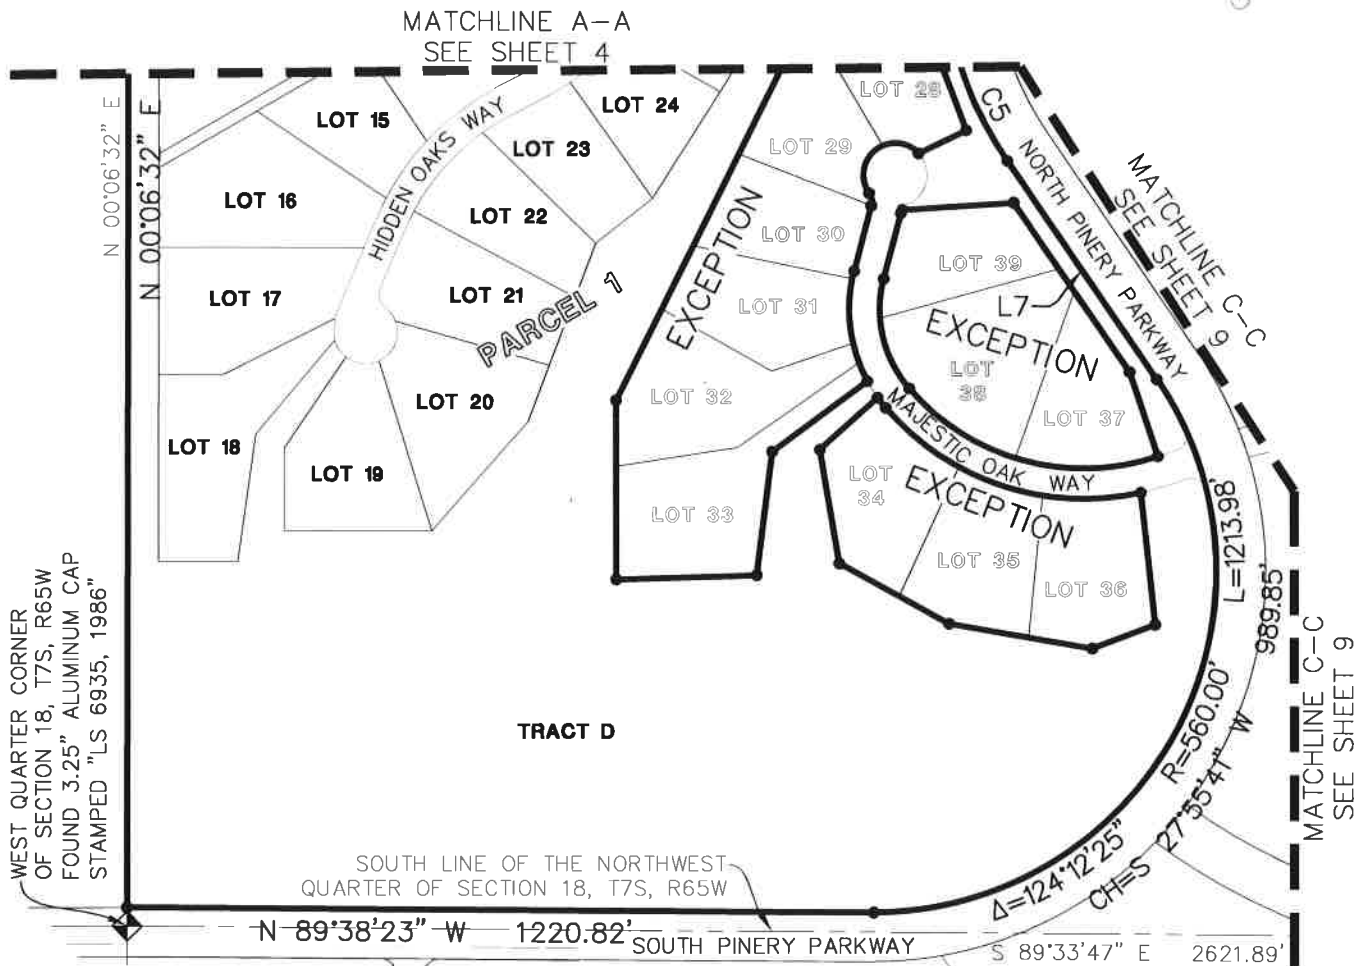 MATCHLINE A-A
SEE SHEET 4
N 00°06'32" E
N 00°06'32" E
LOT 15
LOT 16
LOT 17
LOT 18
LOT 19
LOT 20
LOT 21
LOT 22
LOT 23
LOT 24
HIDDEN OAKS WAY
PARCEL 1
EXCEPTION
LOT 28
LOT 29
LOT 30
LOT 31
LOT 32
LOT 33
C5
NORTH PINERY PARKWAY
MATCHLINE C-C
SEE SHEET 9
LOT 39
L7
EXCEPTION
LOT
38
LOT 37
MAJESTIC OAK WAY
LOT
34
EXCEPTION
LOT 35
LOT 36
L=1213.98'
989.85'
R=560.00'
CH=S 27°55'41" W
Δ=124°12'25"
MATCHLINE C-C
SEE SHEET 9
TRACT D
WEST QUARTER CORNER
OF SECTION 18, T7S, R65W
FOUND 3.25" ALUMINUM CAP
STAMPED "LS 6935, 1986"
SOUTH LINE OF THE NORTHWEST
QUARTER OF SECTION 18, T7S, R65W
N 89°38'23" W 1220.82'
SOUTH PINERY PARKWAY
S 89°33'47" E 2621.89'